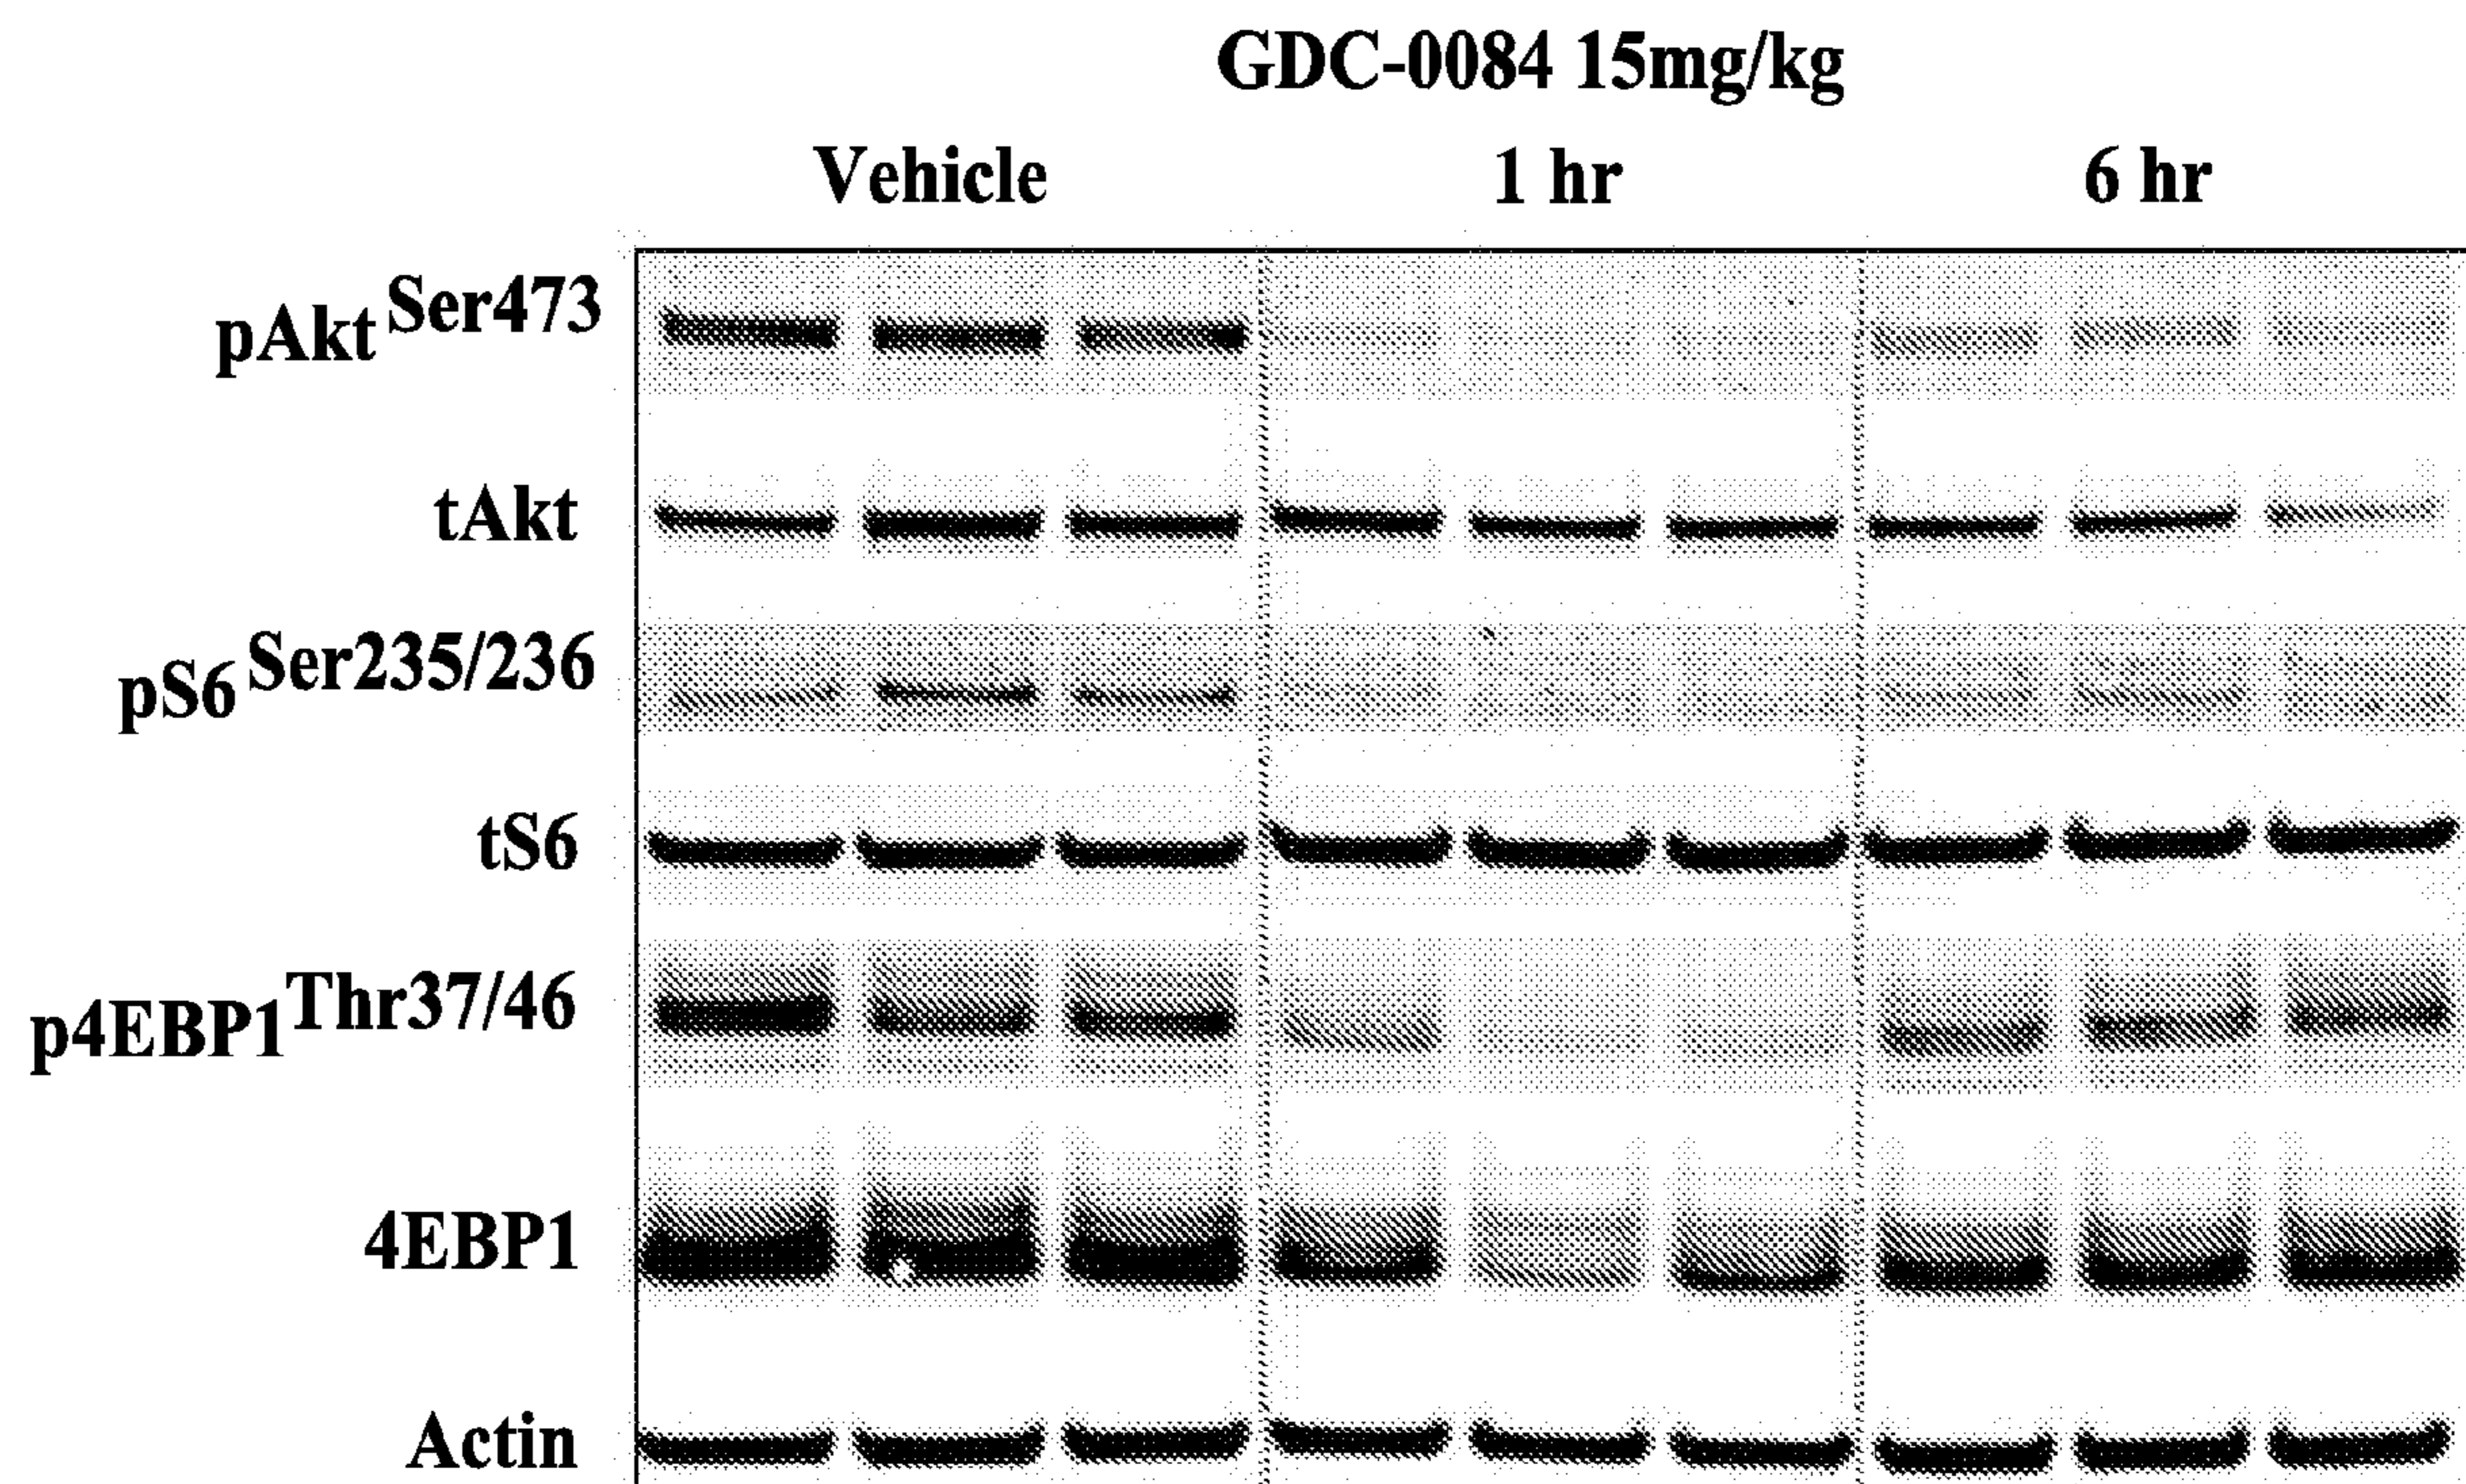 GDC-0084 15mg/kg
Vehicle 1 hr 6 hr
pAkt Ser473
tAkt
pS6 Ser235/236
tS6
p4EBP1 Thr37/46
4EBP1
Actin